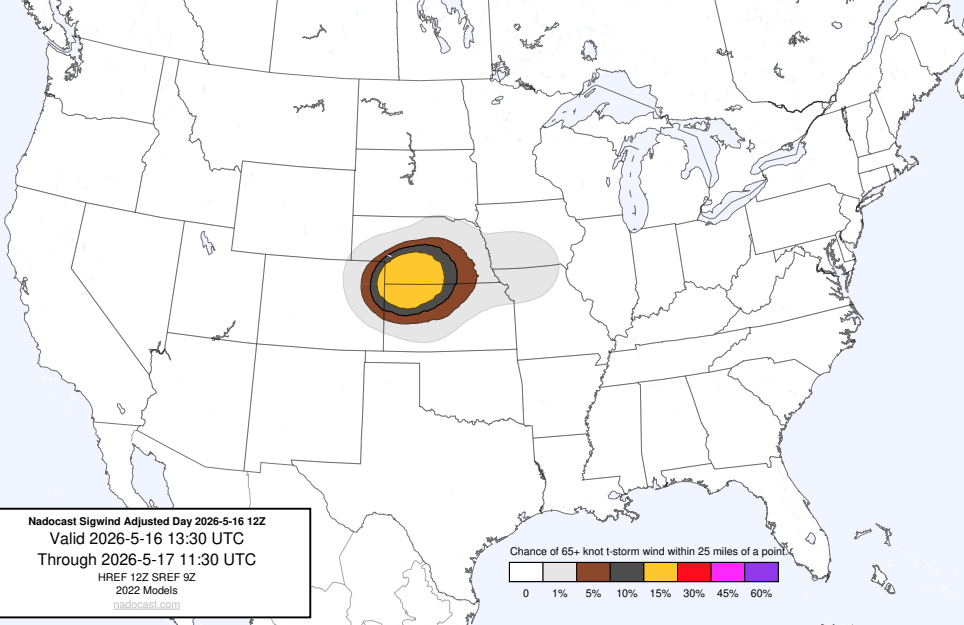 Nadocast Sigwind Adjusted Day 2026-5-16 12Z
Valid 2026-5-16 13:30 UTC
Through 2026-5-17 11:30 UTC
HREF 12Z SREF 9Z
2022 Models
nadocast.com
Chance of 65+ knot t-storm wind within 25 miles of a point.
0 1% 5% 10% 15% 30% 45% 60%